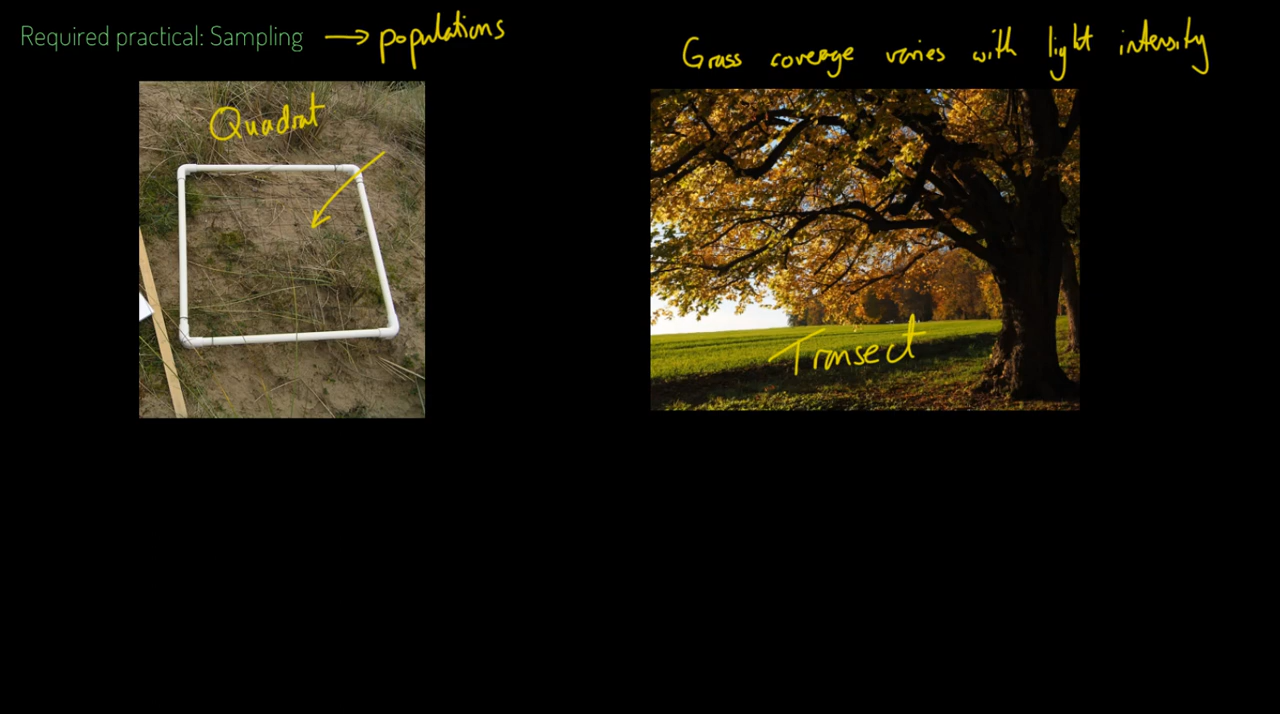 Required practical: Sampling → populations
Grass coverage varies with light intensity
Quadrat
Transect